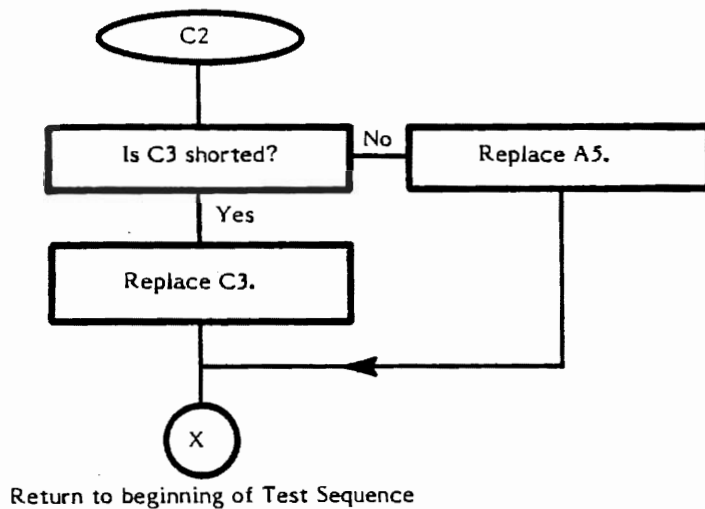 C2
Is C3 shorted?
No
Replace A5.
Yes
Replace C3.
X
Return to beginning of Test Sequence